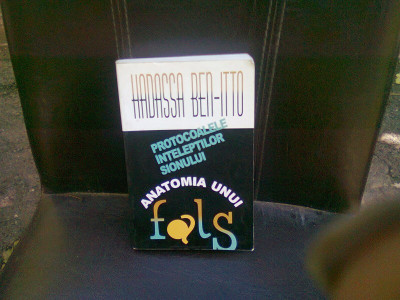 HADASSA BEN-ITTO
PROTOCOALELE
INTELEPTILOR
SIONULUI
ANATOMIA UNUI
fals